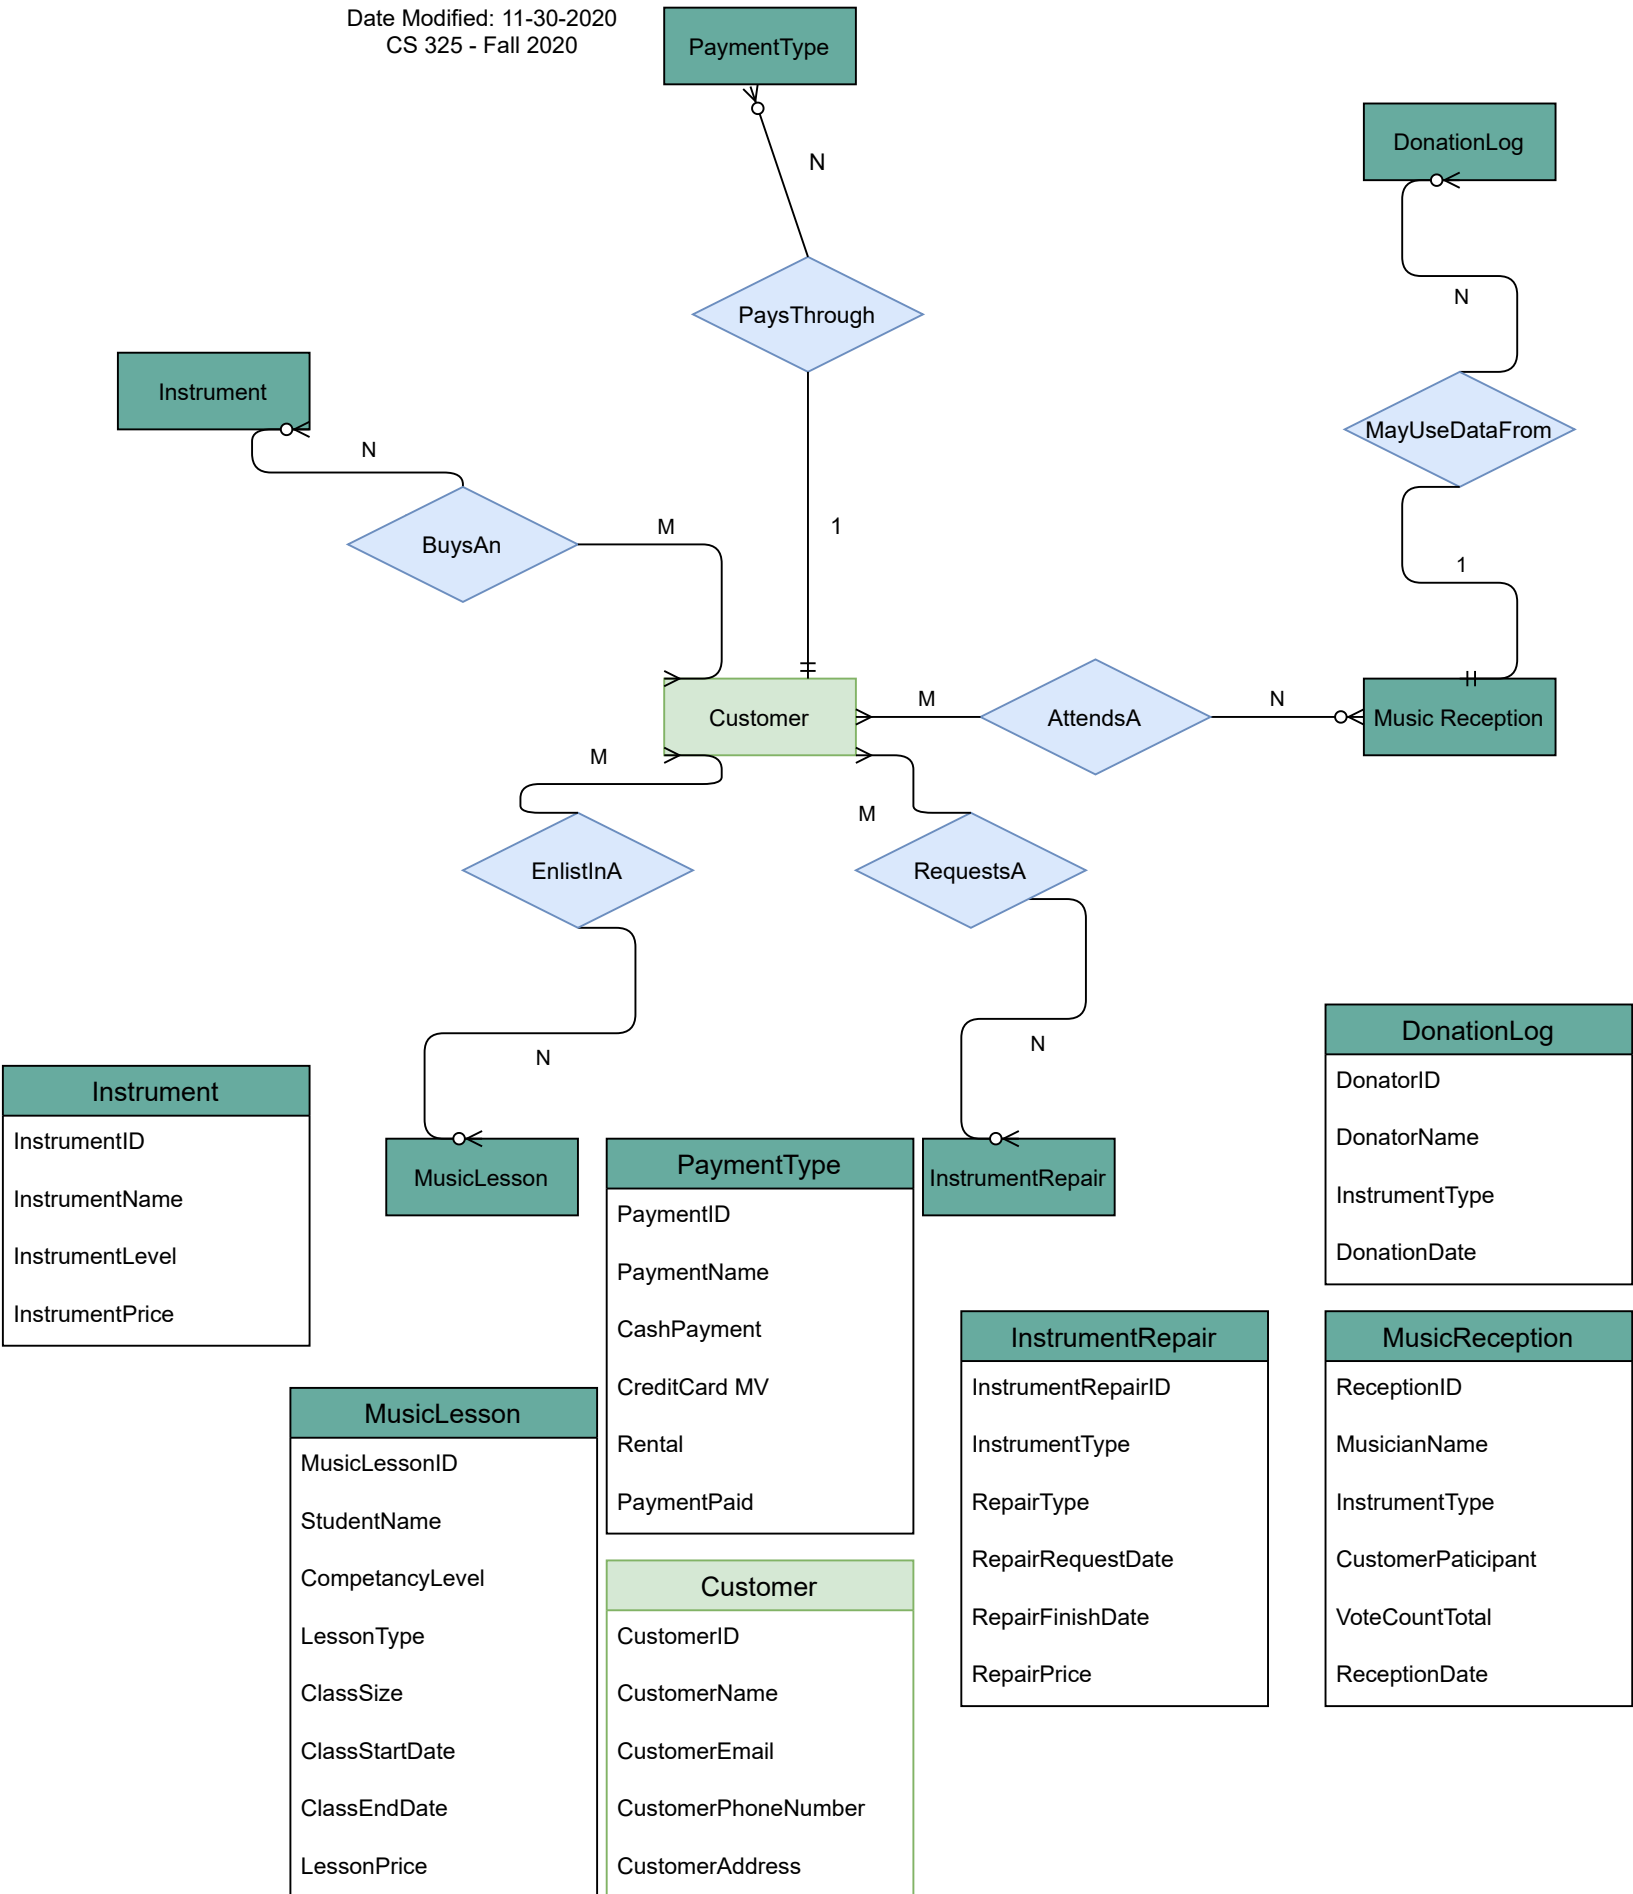 Date Modified: 11-30-2020
CS 325 - Fall 2020
PaymentType
DonationLog
N
N
PaysThrough
Instrument
MayUseDataFrom
N
M
1
BuysAn
1
Customer
M
AttendsA
N
Music Reception
M
M
EnlistInA
RequestsA
N
N
MusicLesson
InstrumentRepair
Instrument
InstrumentID
InstrumentName
InstrumentLevel
InstrumentPrice
MusicLesson
MusicLessonID
StudentName
CompetancyLevel
LessonType
ClassSize
ClassStartDate
ClassEndDate
LessonPrice
PaymentType
PaymentID
PaymentName
CashPayment
CreditCard MV
Rental
PaymentPaid
Customer
CustomerID
CustomerName
CustomerEmail
CustomerPhoneNumber
CustomerAddress
InstrumentRepair
InstrumentRepairID
InstrumentType
RepairType
RepairRequestDate
RepairFinishDate
RepairPrice
DonationLog
DonatorID
DonatorName
InstrumentType
DonationDate
MusicReception
ReceptionID
MusicianName
InstrumentType
CustomerPaticipant
VoteCountTotal
ReceptionDate